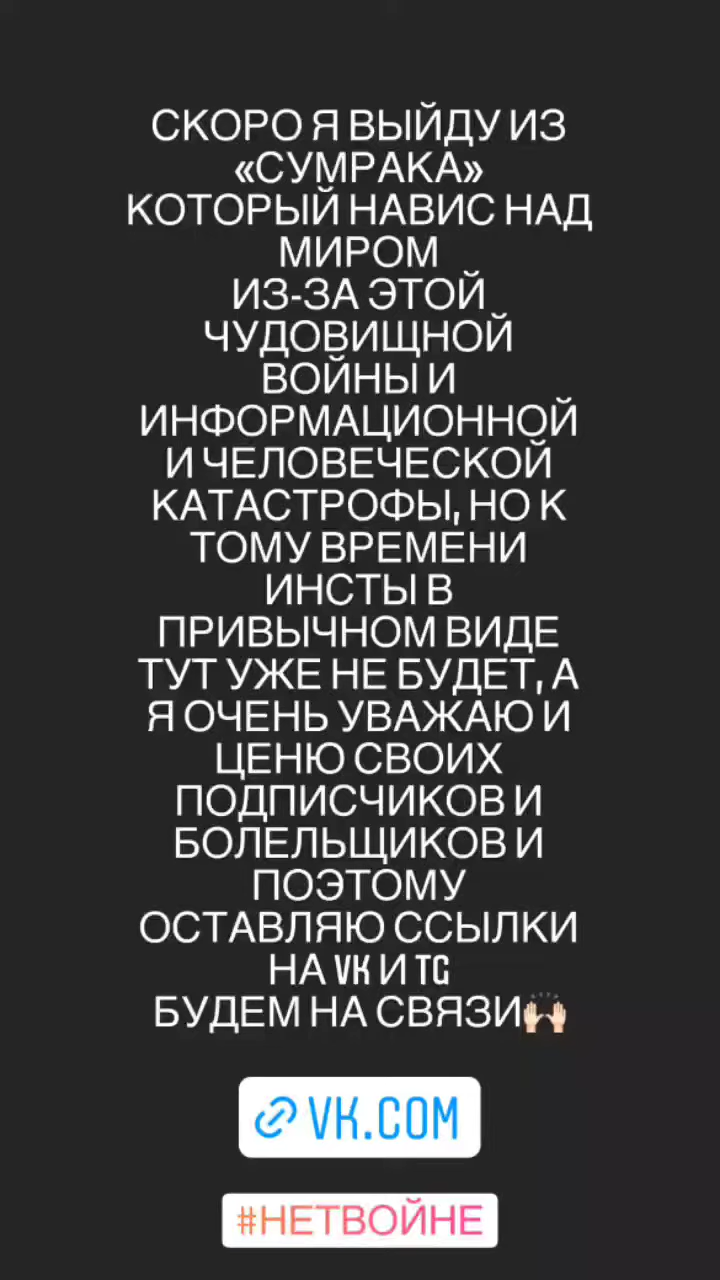 СКОРО Я ВЫЙДУ ИЗ
«СУМРАКА»
КОТОРЫЙ НАВИС НАД
МИРОМ
ИЗ-ЗА ЭТОЙ
ЧУДОВИЩНОЙ
ВОЙНЫ И
ИНФОРМАЦИОННОЙ
И ЧЕЛОВЕЧЕСКОЙ
КАТАСТРОФЫ, НО К
ТОМУ ВРЕМЕНИ
ИНСТЫ В
ПРИВЫЧНОМ ВИДЕ
ТУТ УЖЕ НЕ БУДЕТ, А
Я ОЧЕНЬ УВАЖАЮ И
ЦЕНЮ СВОИХ
ПОДПИСЧИКОВ И
БОЛЕЛЬЩИКОВ И
ПОЭТОМУ
ОСТАВЛЯЮ ССЫЛКИ
НА VK И TG
БУДЕМ НА СВЯЗИ🙌🏻
VK.COM
#НЕТВОЙНЕ